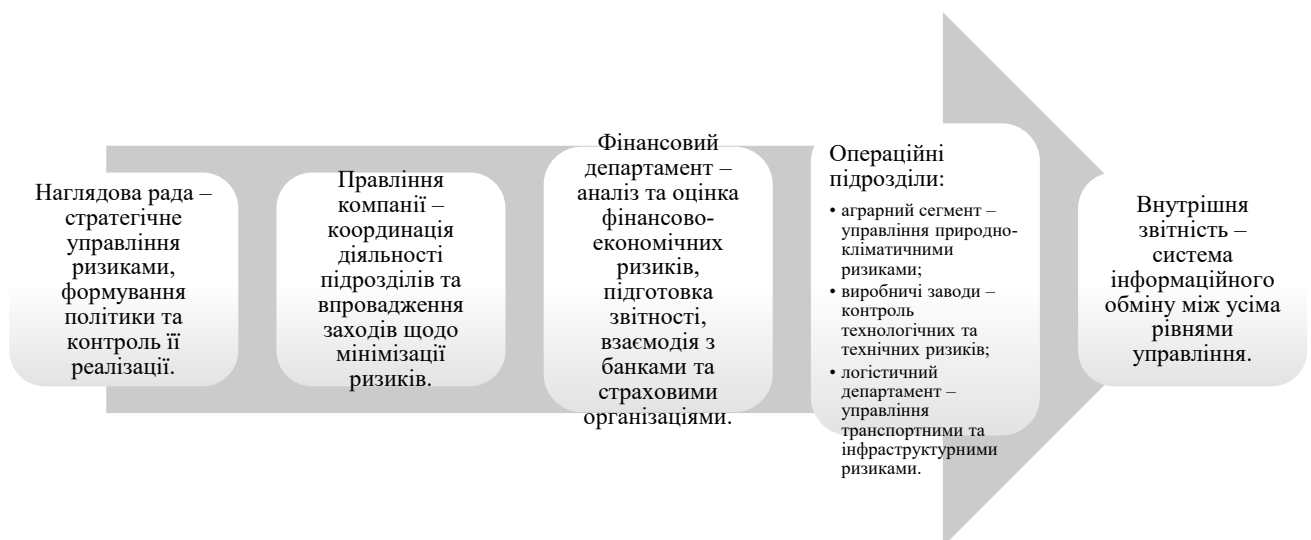 Наглядова рада –
стратегічне
управління
ризиками,
формування
політики та
контроль її
реалізації.
Правління
компанії –
координація
діяльності
підрозділів та
впровадження
заходів щодо
мінімізації
ризиків.
Фінансовий
департамент –
аналіз та оцінка
фінансово-
економічних
ризиків,
підготовка
звітності,
взаємодія з
банками та
страховими
організаціями.
Операційні
підрозділи:
• аграрний сегмент –
управління природно-
кліматичними
ризиками;
• виробничі заводи –
контроль
технологічних та
технічних ризиків;
• логістичний
департамент –
управління
транспортними та
інфраструктурними
ризиками.
Внутрішня
звітність –
система
інформаційного
обміну між усіма
рівнями
управління.